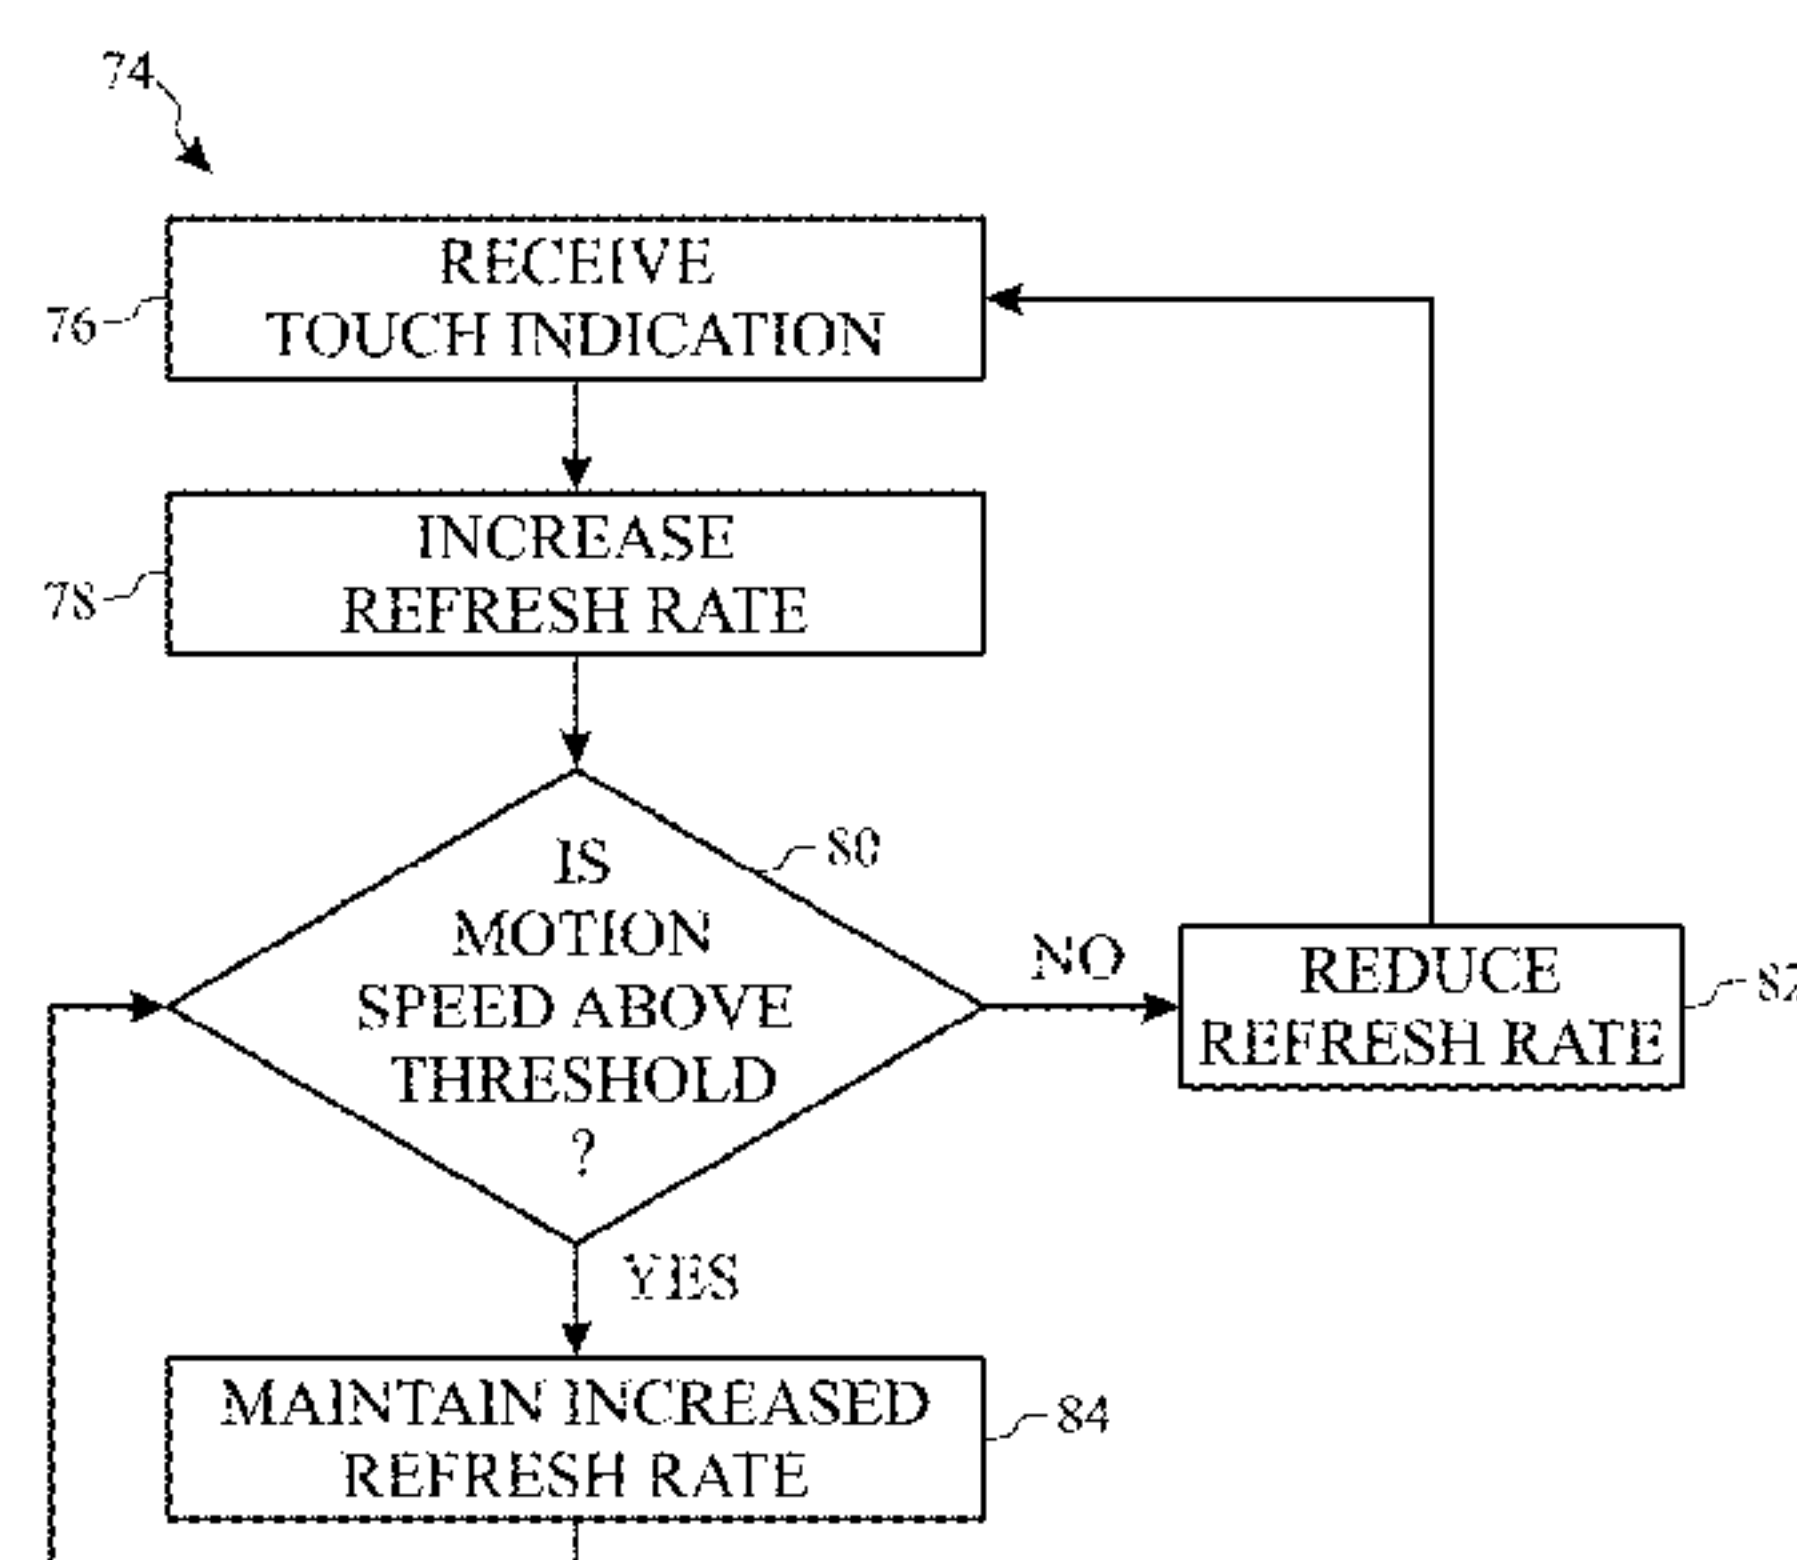 74
RECEIVE
TOUCH INDICATION
76
INCREASE
REFRESH RATE
78
IS
MOTION
SPEED ABOVE
THRESHOLD
?
80
NO
REDUCE
REFRESH RATE
82
YES
MAINTAIN INCREASED
REFRESH RATE
84